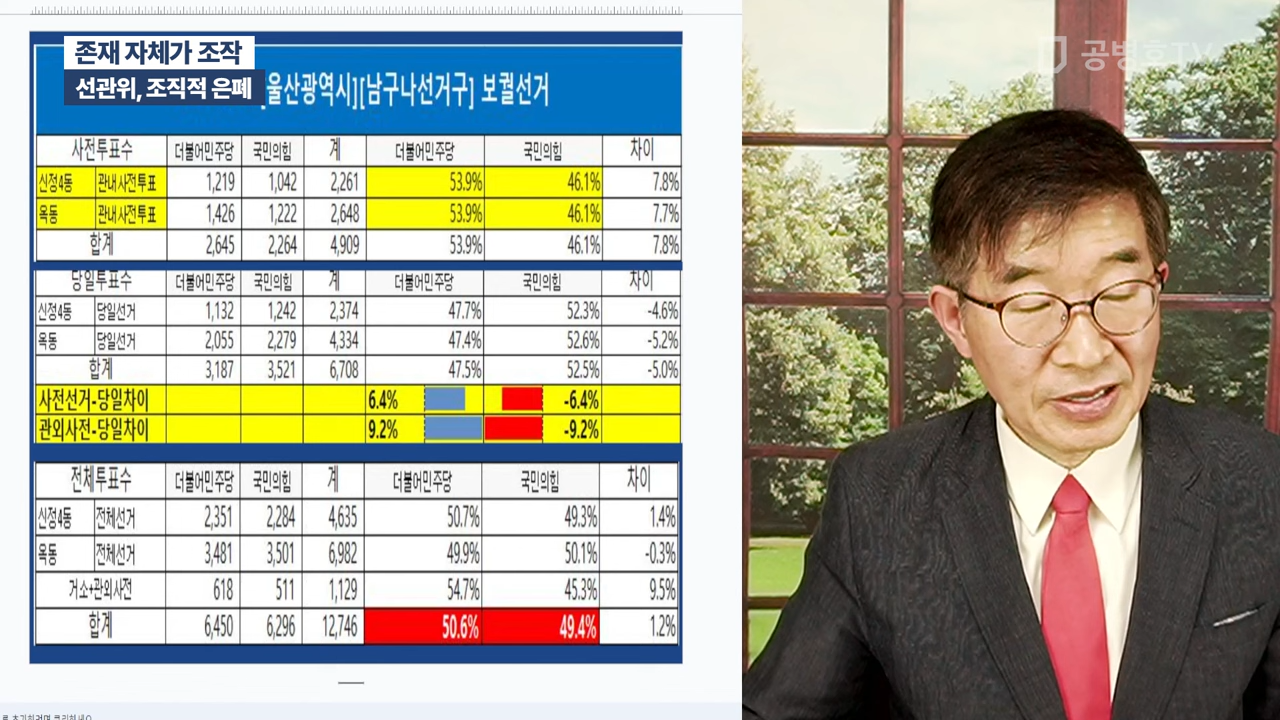 존재 자체가 조작
선관위, 조직적 은폐
공병호TV
[울산광역시][남구나선거구] 보궐선거
사전투표수 더불어민주당 국민의힘 계 더불어민주당 국민의힘 차이
신정4동 관내사전투표 1,219 1,042 2,261 53.9% 46.1% 7.8%
옥동 관내사전투표 1,426 1,222 2,648 53.9% 46.1% 7.7%
합계 2,645 2,264 4,909 53.9% 46.1% 7.8%
당일투표수 더불어민주당 국민의힘 계 더불어민주당 국민의힘 차이
신정4동 당일선거 1,132 1,242 2,374 47.7% 52.3% -4.6%
옥동 당일선거 2,055 2,279 4,334 47.4% 52.6% -5.2%
합계 3,187 3,521 6,708 47.5% 52.5% -5.0%
사전선거-당일차이 6.4% -6.4%
관외사전-당일차이 9.2% -9.2%
전체투표수 더불어민주당 국민의힘 계 더불어민주당 국민의힘 차이
신정4동 전체선거 2,351 2,284 4,635 50.7% 49.3% 1.4%
옥동 전체선거 3,481 3,501 6,982 49.9% 50.1% -0.3%
거소+관외사전 618 511 1,129 54.7% 45.3% 9.5%
합계 6,450 6,296 12,746 50.6% 49.4% 1.2%